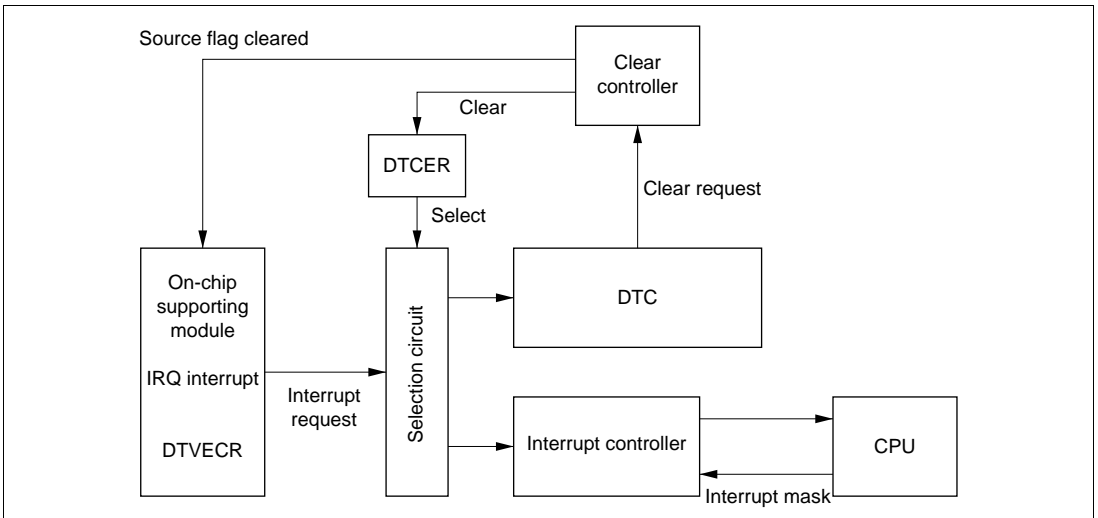 Source flag cleared
Clear
controller
Clear
DTCER
Clear request
Select
On-chip
supporting
module
IRQ interrupt
DTVECR
Interrupt
request
Selection circuit
DTC
Interrupt controller
CPU
Interrupt mask